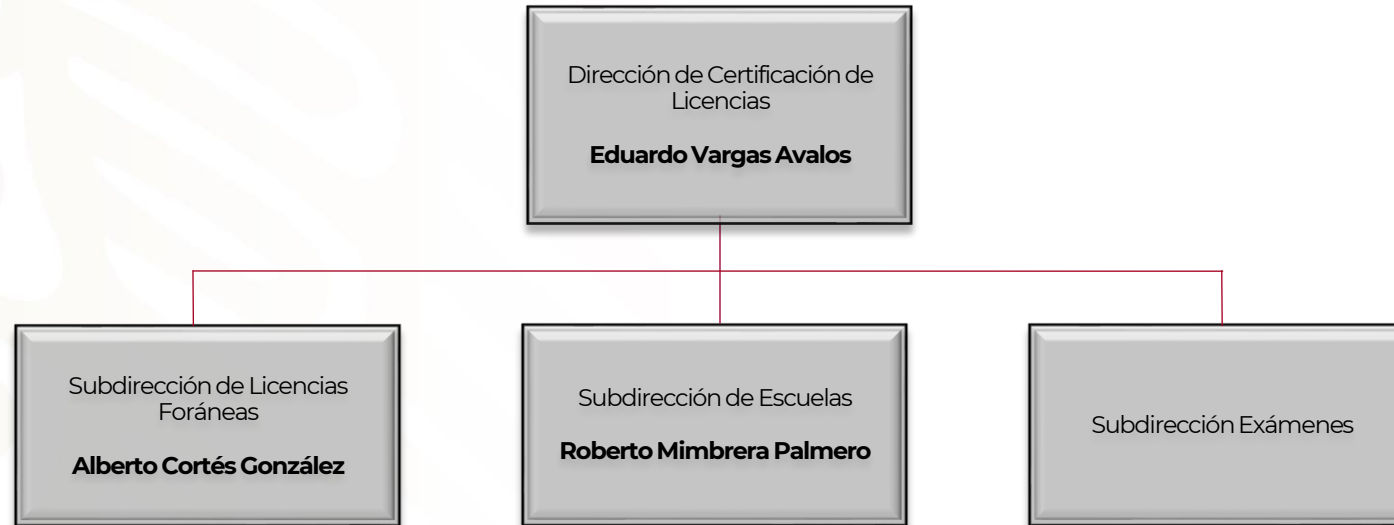 Dirección de Certificación de
Licencias
Eduardo Vargas Avalos
Subdirección de Licencias
Foráneas
Alberto Cortés González
Subdirección de Escuelas
Roberto Mimbrera Palmero
Subdirección Exámenes